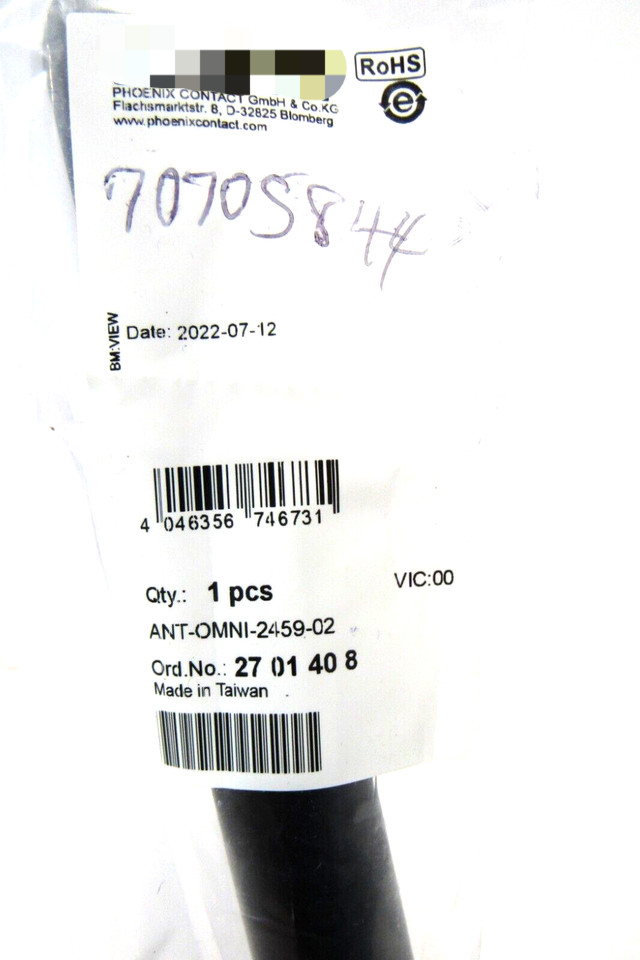 RoHS
e
PHOENIX CONTACT GmbH & Co.KG
Flachsmarktstr. 8, D-32825 Blomberg
www.phoenixcontact.com
70705844
BM:VIEW
Date: 2022-07-12
4 046356 746731
Qty.: 1 pcs
VIC:00
ANT-OMNI-2459-02
Ord.No.: 27 01 40 8
Made in Taiwan